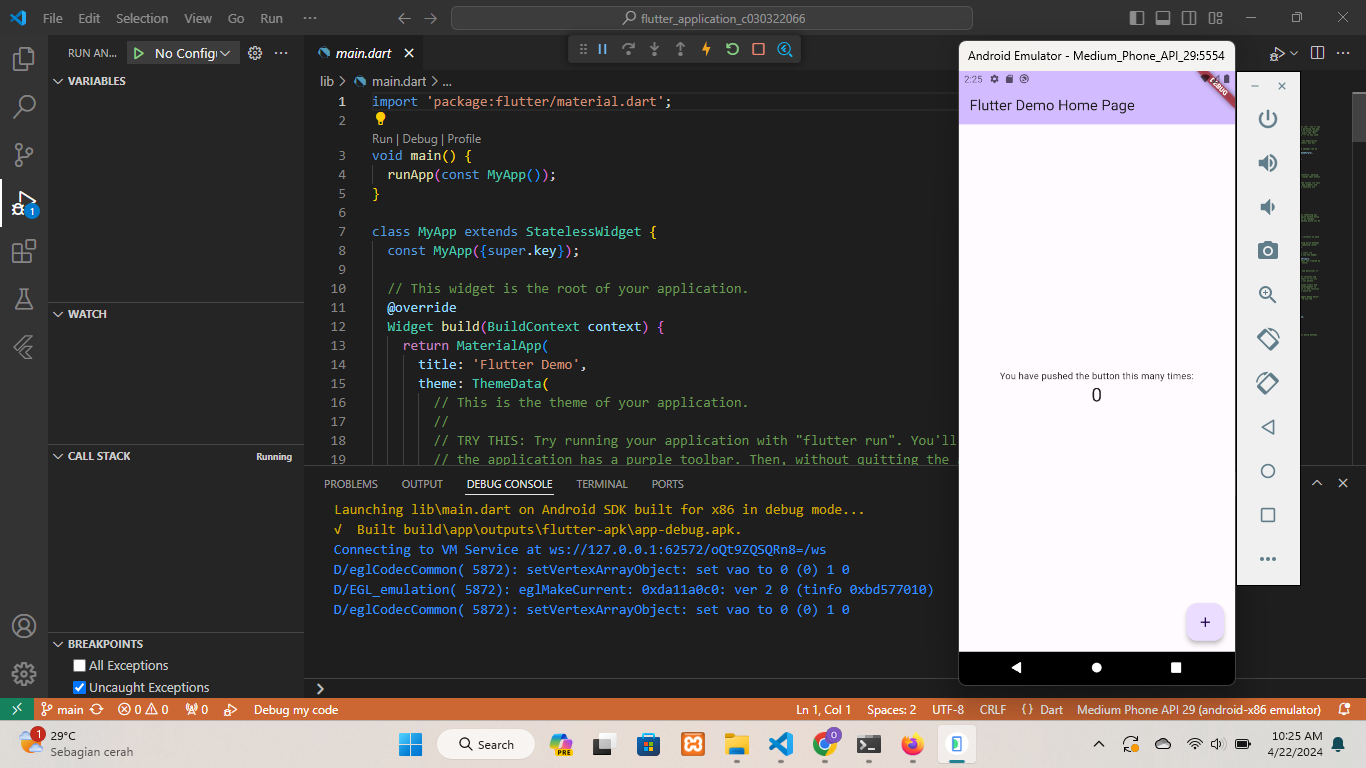 File Edit Selection View Go Run ···
flutter_application_c030322066
RUN AN... No Config
VARIABLES
WATCH
CALL STACK Running
BREAKPOINTS
All Exceptions
Uncaught Exceptions
1
main.dart
lib > main.dart > ...
1 import 'package:flutter/material.dart';
2
Run | Debug | Profile
3 void main() {
4 runApp(const MyApp());
5 }
6
7 class MyApp extends StatelessWidget {
8 const MyApp({super.key});
9
10 // This widget is the root of your application.
11 @override
12 Widget build(BuildContext context) {
13 return MaterialApp(
14 title: 'Flutter Demo',
15 theme: ThemeData(
16 // This is the theme of your application.
17 //
18 // TRY THIS: Try running your application with "flutter run". You'll
19 // the application has a purple toolbar. Then, without quitting the
PROBLEMS OUTPUT DEBUG CONSOLE TERMINAL PORTS
Launching lib\main.dart on Android SDK built for x86 in debug mode...
√ Built build\app\outputs\flutter-apk\app-debug.apk.
Connecting to VM Service at ws://127.0.0.1:62572/oQt9ZQSQRn8=/ws
D/eglCodecCommon( 5872): setVertexArrayObject: set vao to 0 (0) 1 0
D/EGL_emulation( 5872): eglMakeCurrent: 0xda11a0c0: ver 2 0 (tinfo 0xbd577010)
D/eglCodecCommon( 5872): setVertexArrayObject: set vao to 0 (0) 1 0
Android Emulator - Medium_Phone_API_29:5554
2:25
DEBUG
Flutter Demo Home Page
You have pushed the button this many times:
0
+
main 0 0 0 Debug my code Ln 1, Col 1 Spaces: 2 UTF-8 CRLF {} Dart Medium Phone API 29 (android-x86 emulator)
1
29°C
Sebagian cerah
Search
PRE
0
10:25 AM
4/22/2024